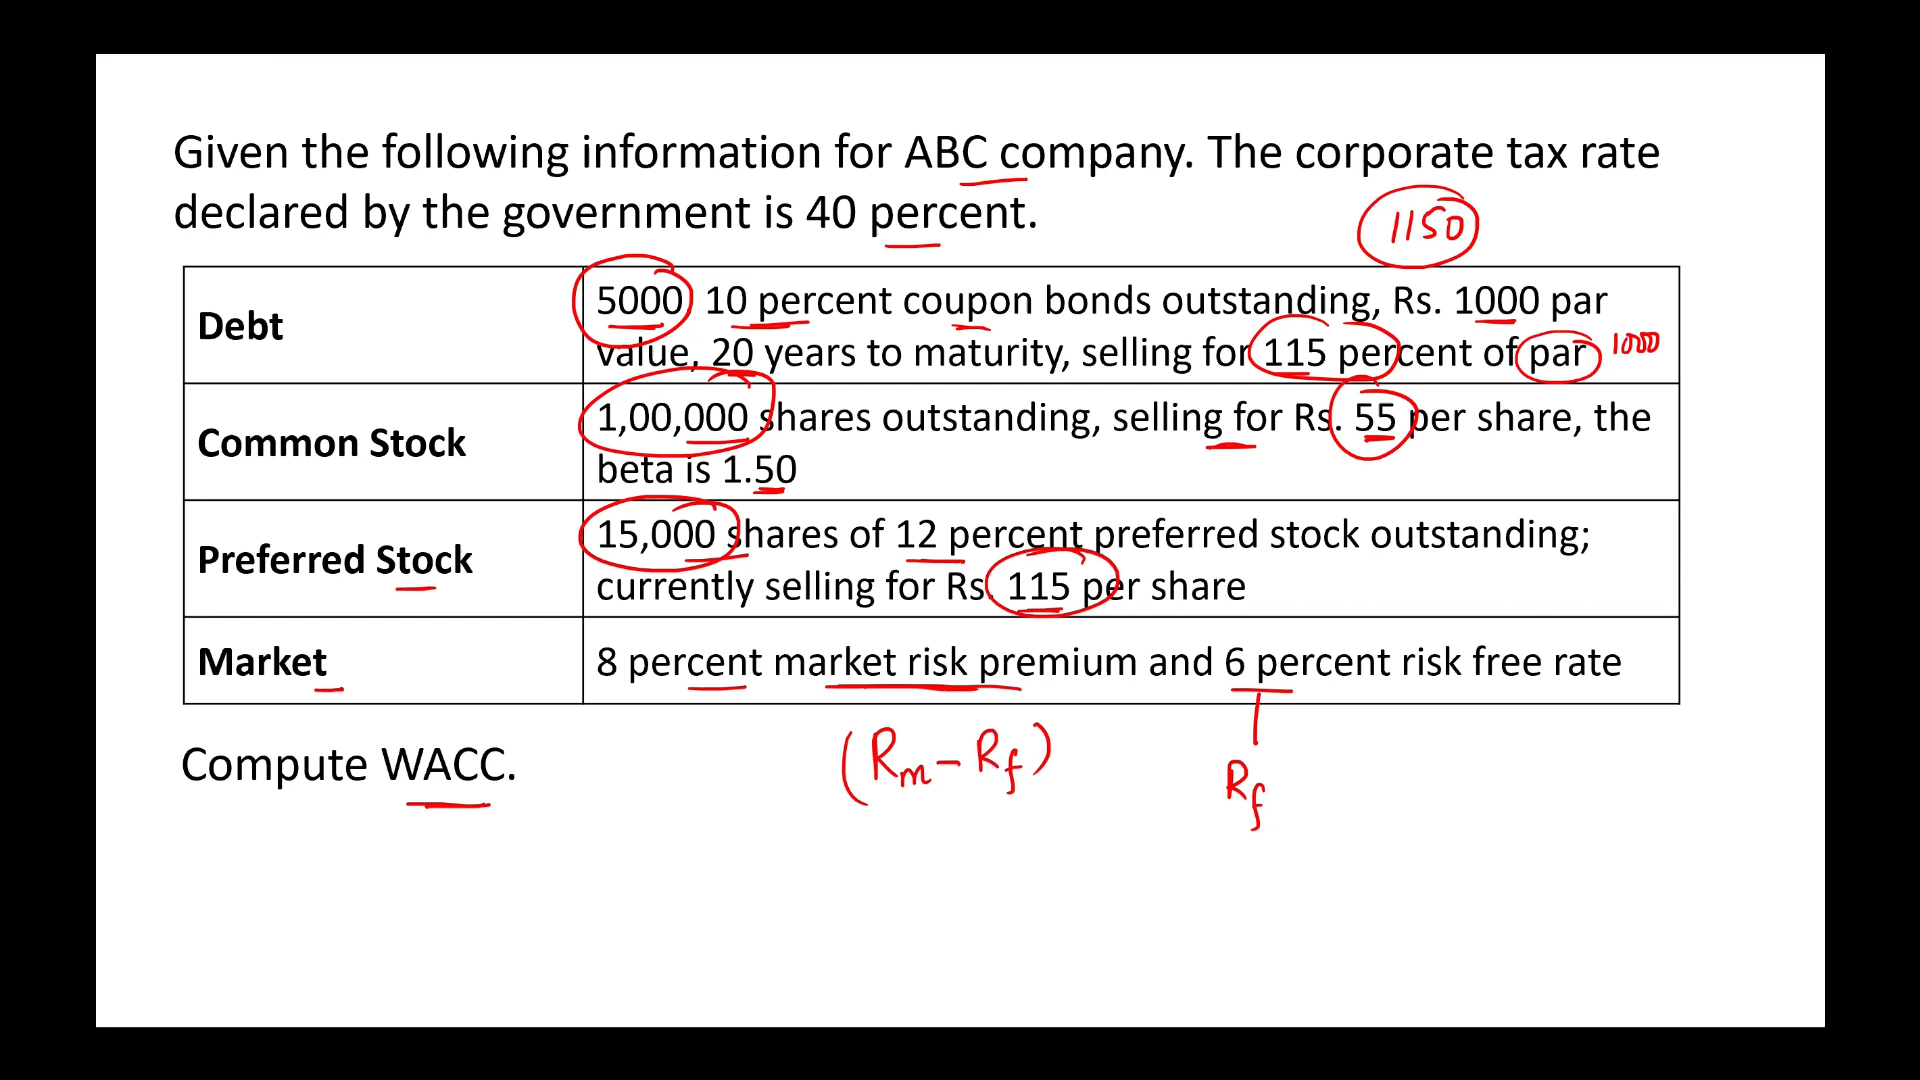 Given the following information for ABC company. The corporate tax rate
declared by the government is 40 percent.
1150
Debt
5000, 10 percent coupon bonds outstanding, Rs. 1000 par
value, 20 years to maturity, selling for 115 percent of par 1000
Common Stock
1,00,000 shares outstanding, selling for Rs. 55 per share, the
beta is 1.50
Preferred Stock
15,000 shares of 12 percent preferred stock outstanding;
currently selling for Rs. 115 per share
Market
8 percent market risk premium and 6 percent risk free rate
(Rm - Rf)
Rf
Compute WACC.